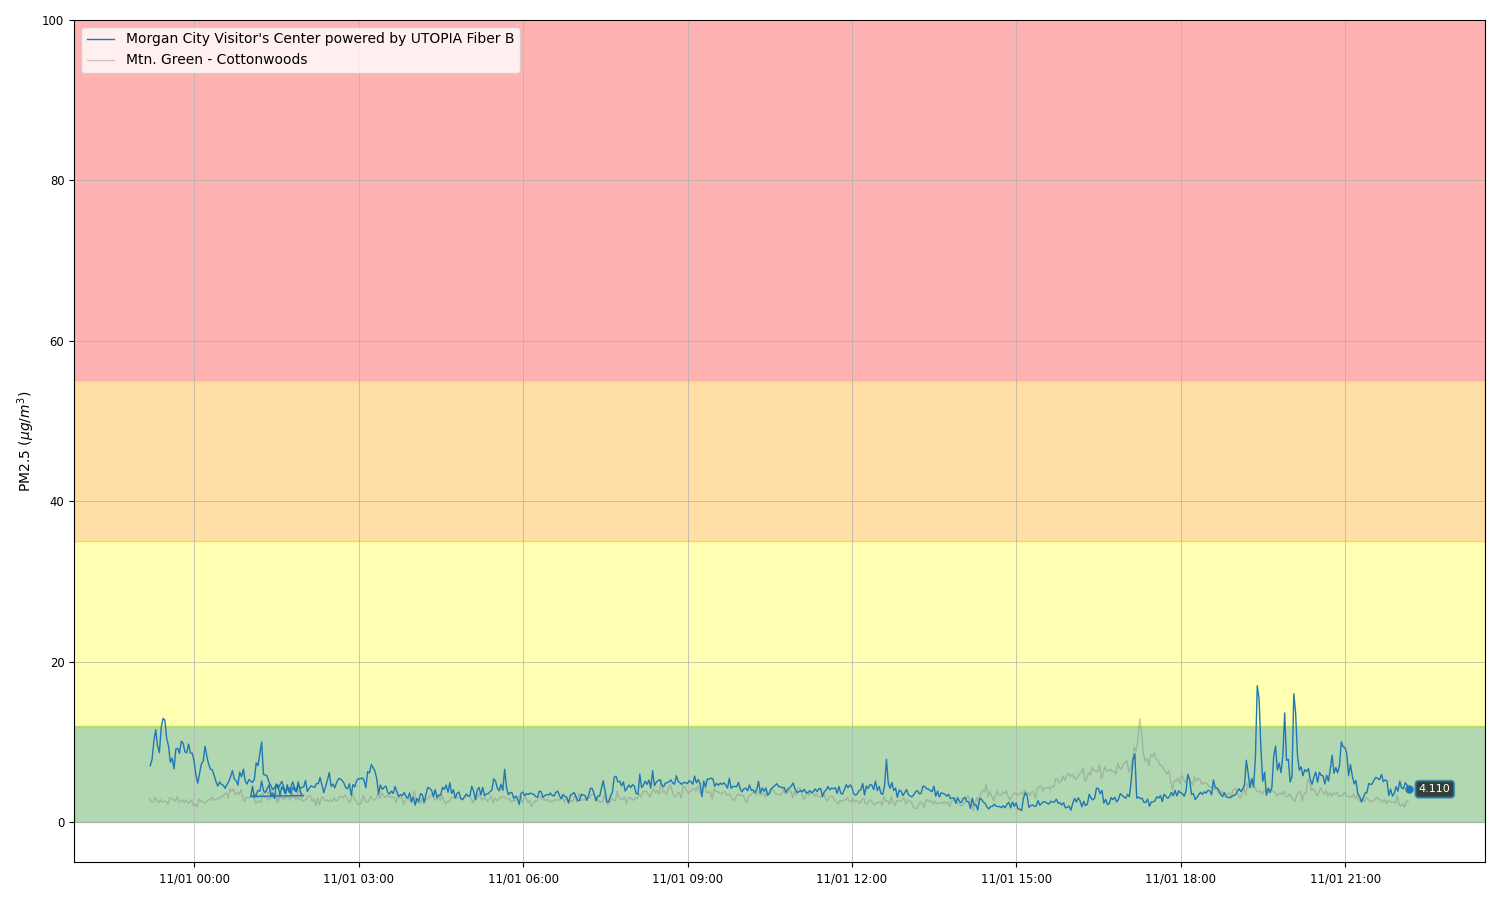 100
Morgan City Visitor's Center powered by UTOPIA Fiber B
Mtn. Green - Cottonwoods
80
60
PM2.5 (μg/m³)
40
20
4.110
0
11/01 00:00 11/01 03:00 11/01 06:00 11/01 09:00 11/01 12:00 11/01 15:00 11/01 18:00 11/01 21:00